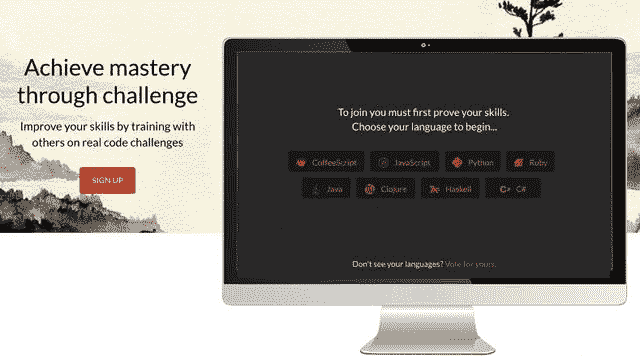 Achieve mastery
through challenge
Improve your skills by training with
others on real code challenges
SIGN UP
To join you must first prove your skills.
Choose your language to begin...
CoffeeScript JavaScript Python Ruby
Java Clojure Haskell C# C#
Don't see your languages? Vote for yours.